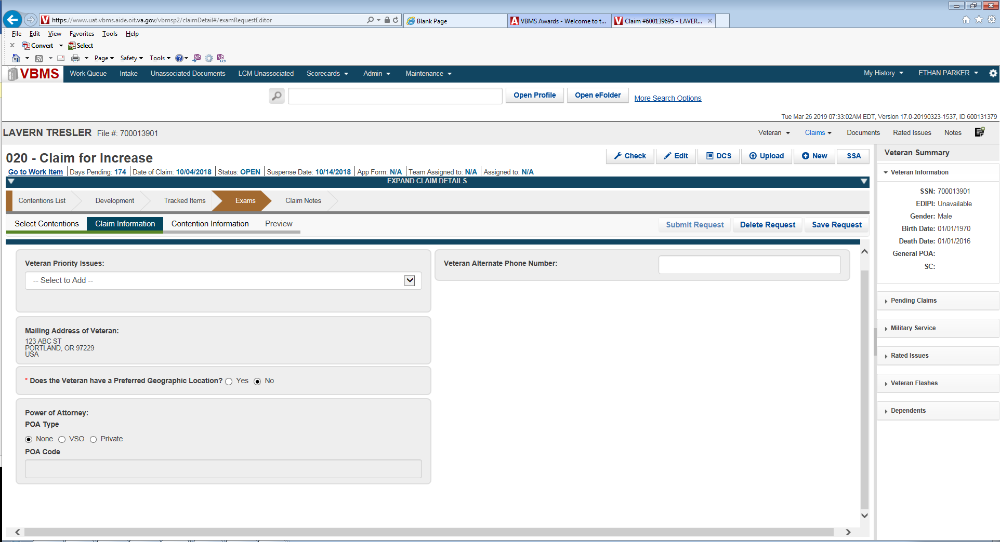 https://www.uat.vbms.aide.oit.va.gov/vbmsp2/claimDetail#/examRequestEditor
Blank Page
VBMS Awards - Welcome to t...
Claim #600139695 - LAVER...
File Edit View Favorites Tools Help
x Convert Select
Page Safety Tools
VBMS Work Queue Intake Unassociated Documents LCM Unassociated Scorecards Admin Maintenance My History ETHAN PARKER
Open Profile Open eFolder More Search Options
Tue Mar 26 2019 07:33:02AM EDT, Version 17.0-20190323-1537, ID 600131379
LAVERN TRESLER File #: 700013901 Veteran Claims Documents Rated Issues Notes
020 - Claim for Increase
Check Edit DCS Upload New SSA
Go to Work Item Days Pending: 174 Date of Claim: 10/04/2018 Status: OPEN Suspense Date: 10/14/2018 App Form: N/A Team Assigned to: N/A Assigned to: N/A
EXPAND CLAIM DETAILS
Contentions List Development Tracked Items Exams Claim Notes
Select Contentions Claim Information Contention Information Preview
Submit Request Delete Request Save Request
Veteran Priority Issues:
-- Select to Add --
Veteran Alternate Phone Number:
Mailing Address of Veteran:
123 ABC ST
PORTLAND, OR 97229
USA
* Does the Veteran have a Preferred Geographic Location? Yes No
Power of Attorney:
POA Type
None VSO Private
POA Code
Veteran Summary
Veteran Information
SSN: 700013901
EDIPI: Unavailable
Gender: Male
Birth Date: 01/01/1970
Death Date: 01/01/2016
General POA:
SC:
Pending Claims
Military Service
Rated Issues
Veteran Flashes
Dependents